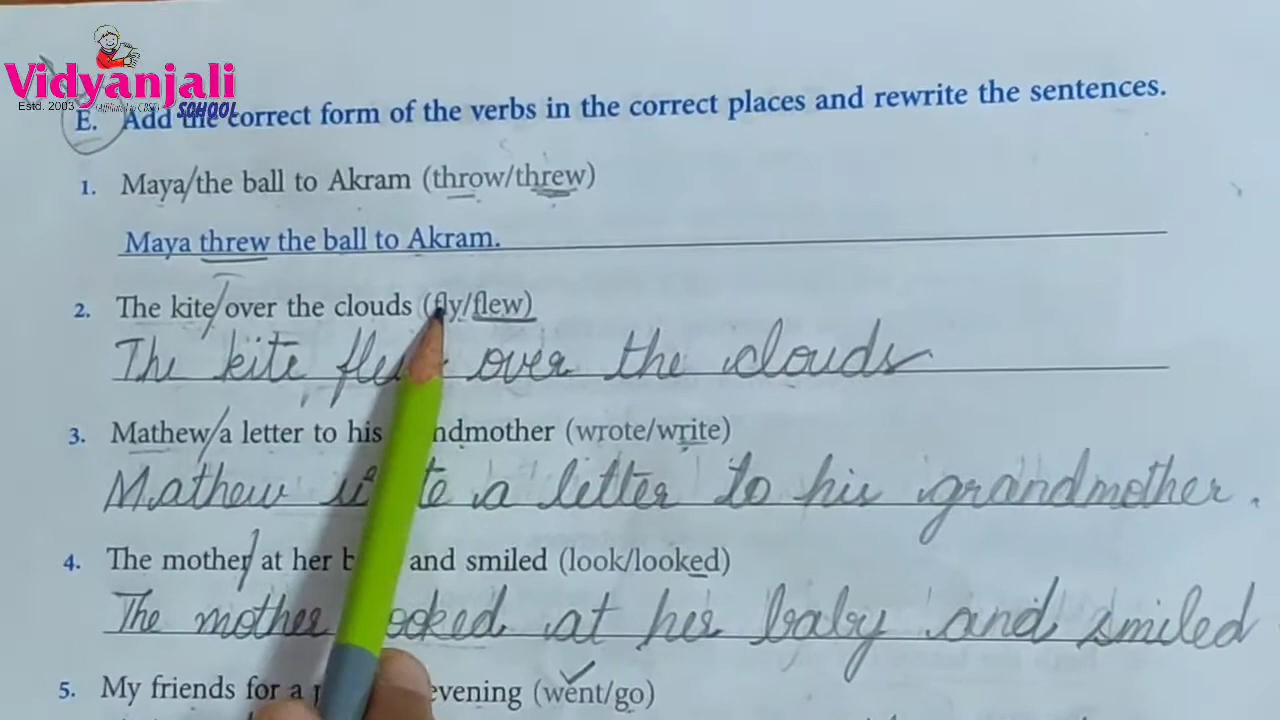 Vidyanjali
Estd. 2003 (Affiliated to CBSE) SCHOOL
E. Add the correct form of the verbs in the correct places and rewrite the sentences.
1. Maya/the ball to Akram (throw/threw)
Maya threw the ball to Akram.
2. The kite/over the clouds (fly/flew)
The kite over the clouds
3. Mathew/a letter to his (wrote/write)
Mathew a letter to his grandmother.
4. The mother/at her and smiled (look/looked)
The mother at her baby and smiled
5. My friends for a evening (went/go)